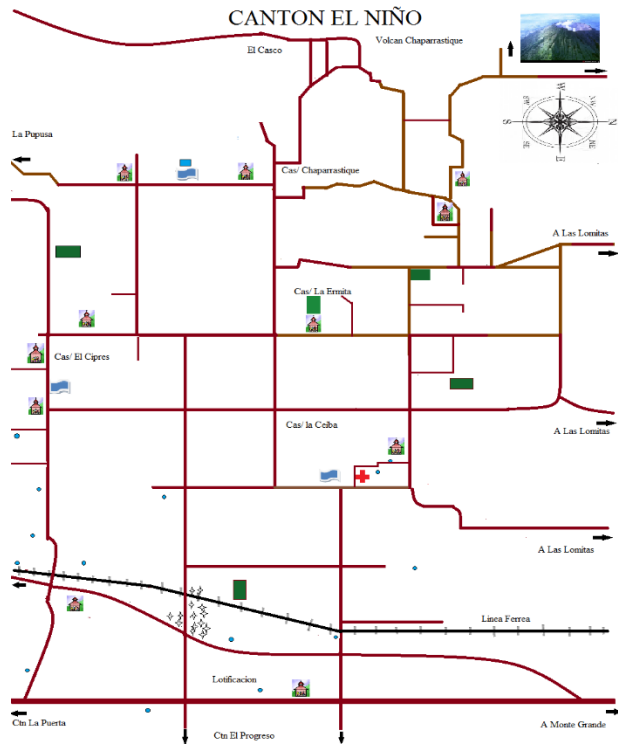 CANTON EL NIÑO
El Casco
Volcan Chaparrastique
W
S
N
E
La Pupusa
Cas/ Chaparrastique
A Las Lomitas
Cas/ La Ermita
Cas/ El Cipres
Cas/ la Ceiba
A Las Lomitas
A Las Lomitas
Linea Ferrea
Lotificacion
Ctn La Puerta
Ctn El Progreso
A Monte Grande